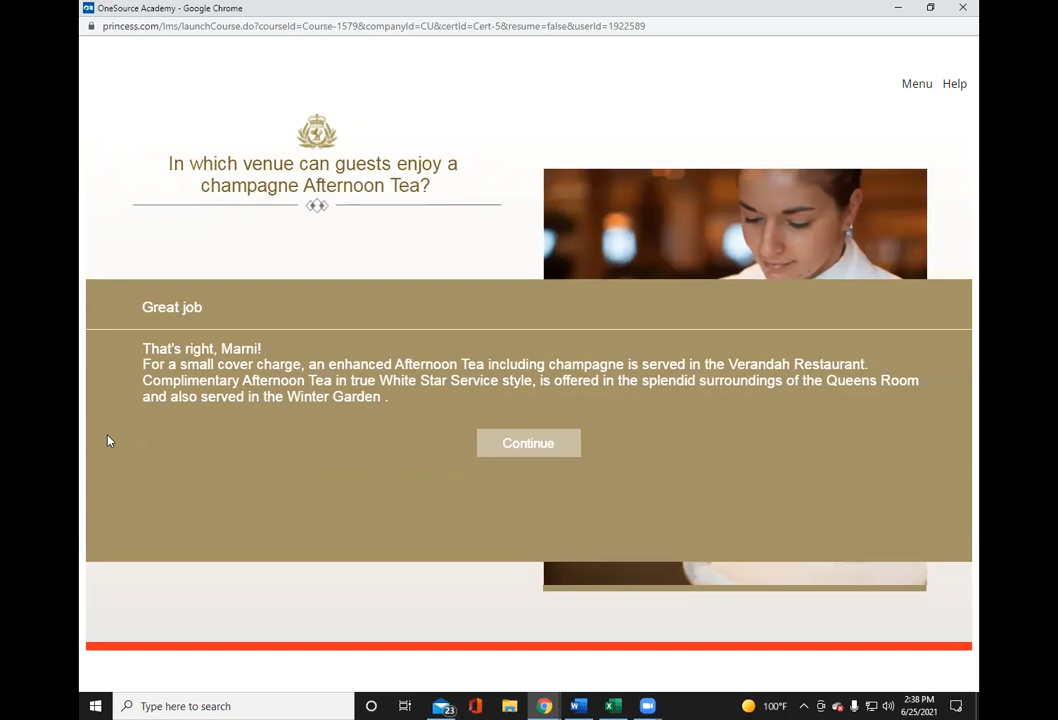 OneSource Academy - Google Chrome
princess.com/lms/launchCourse.do?courseId=Course-1579&companyId=CU&certId=Cert-5&resume=false&userId=1922589
Menu Help
In which venue can guests enjoy a
champagne Afternoon Tea?
Great job
That's right, Marni!
For a small cover charge, an enhanced Afternoon Tea including champagne is served in the Verandah Restaurant.
Complimentary Afternoon Tea in true White Star Service style, is offered in the splendid surroundings of the Queens Room
and also served in the Winter Garden .
Continue
Type here to search
23
100°F
2:38 PM
6/25/2021